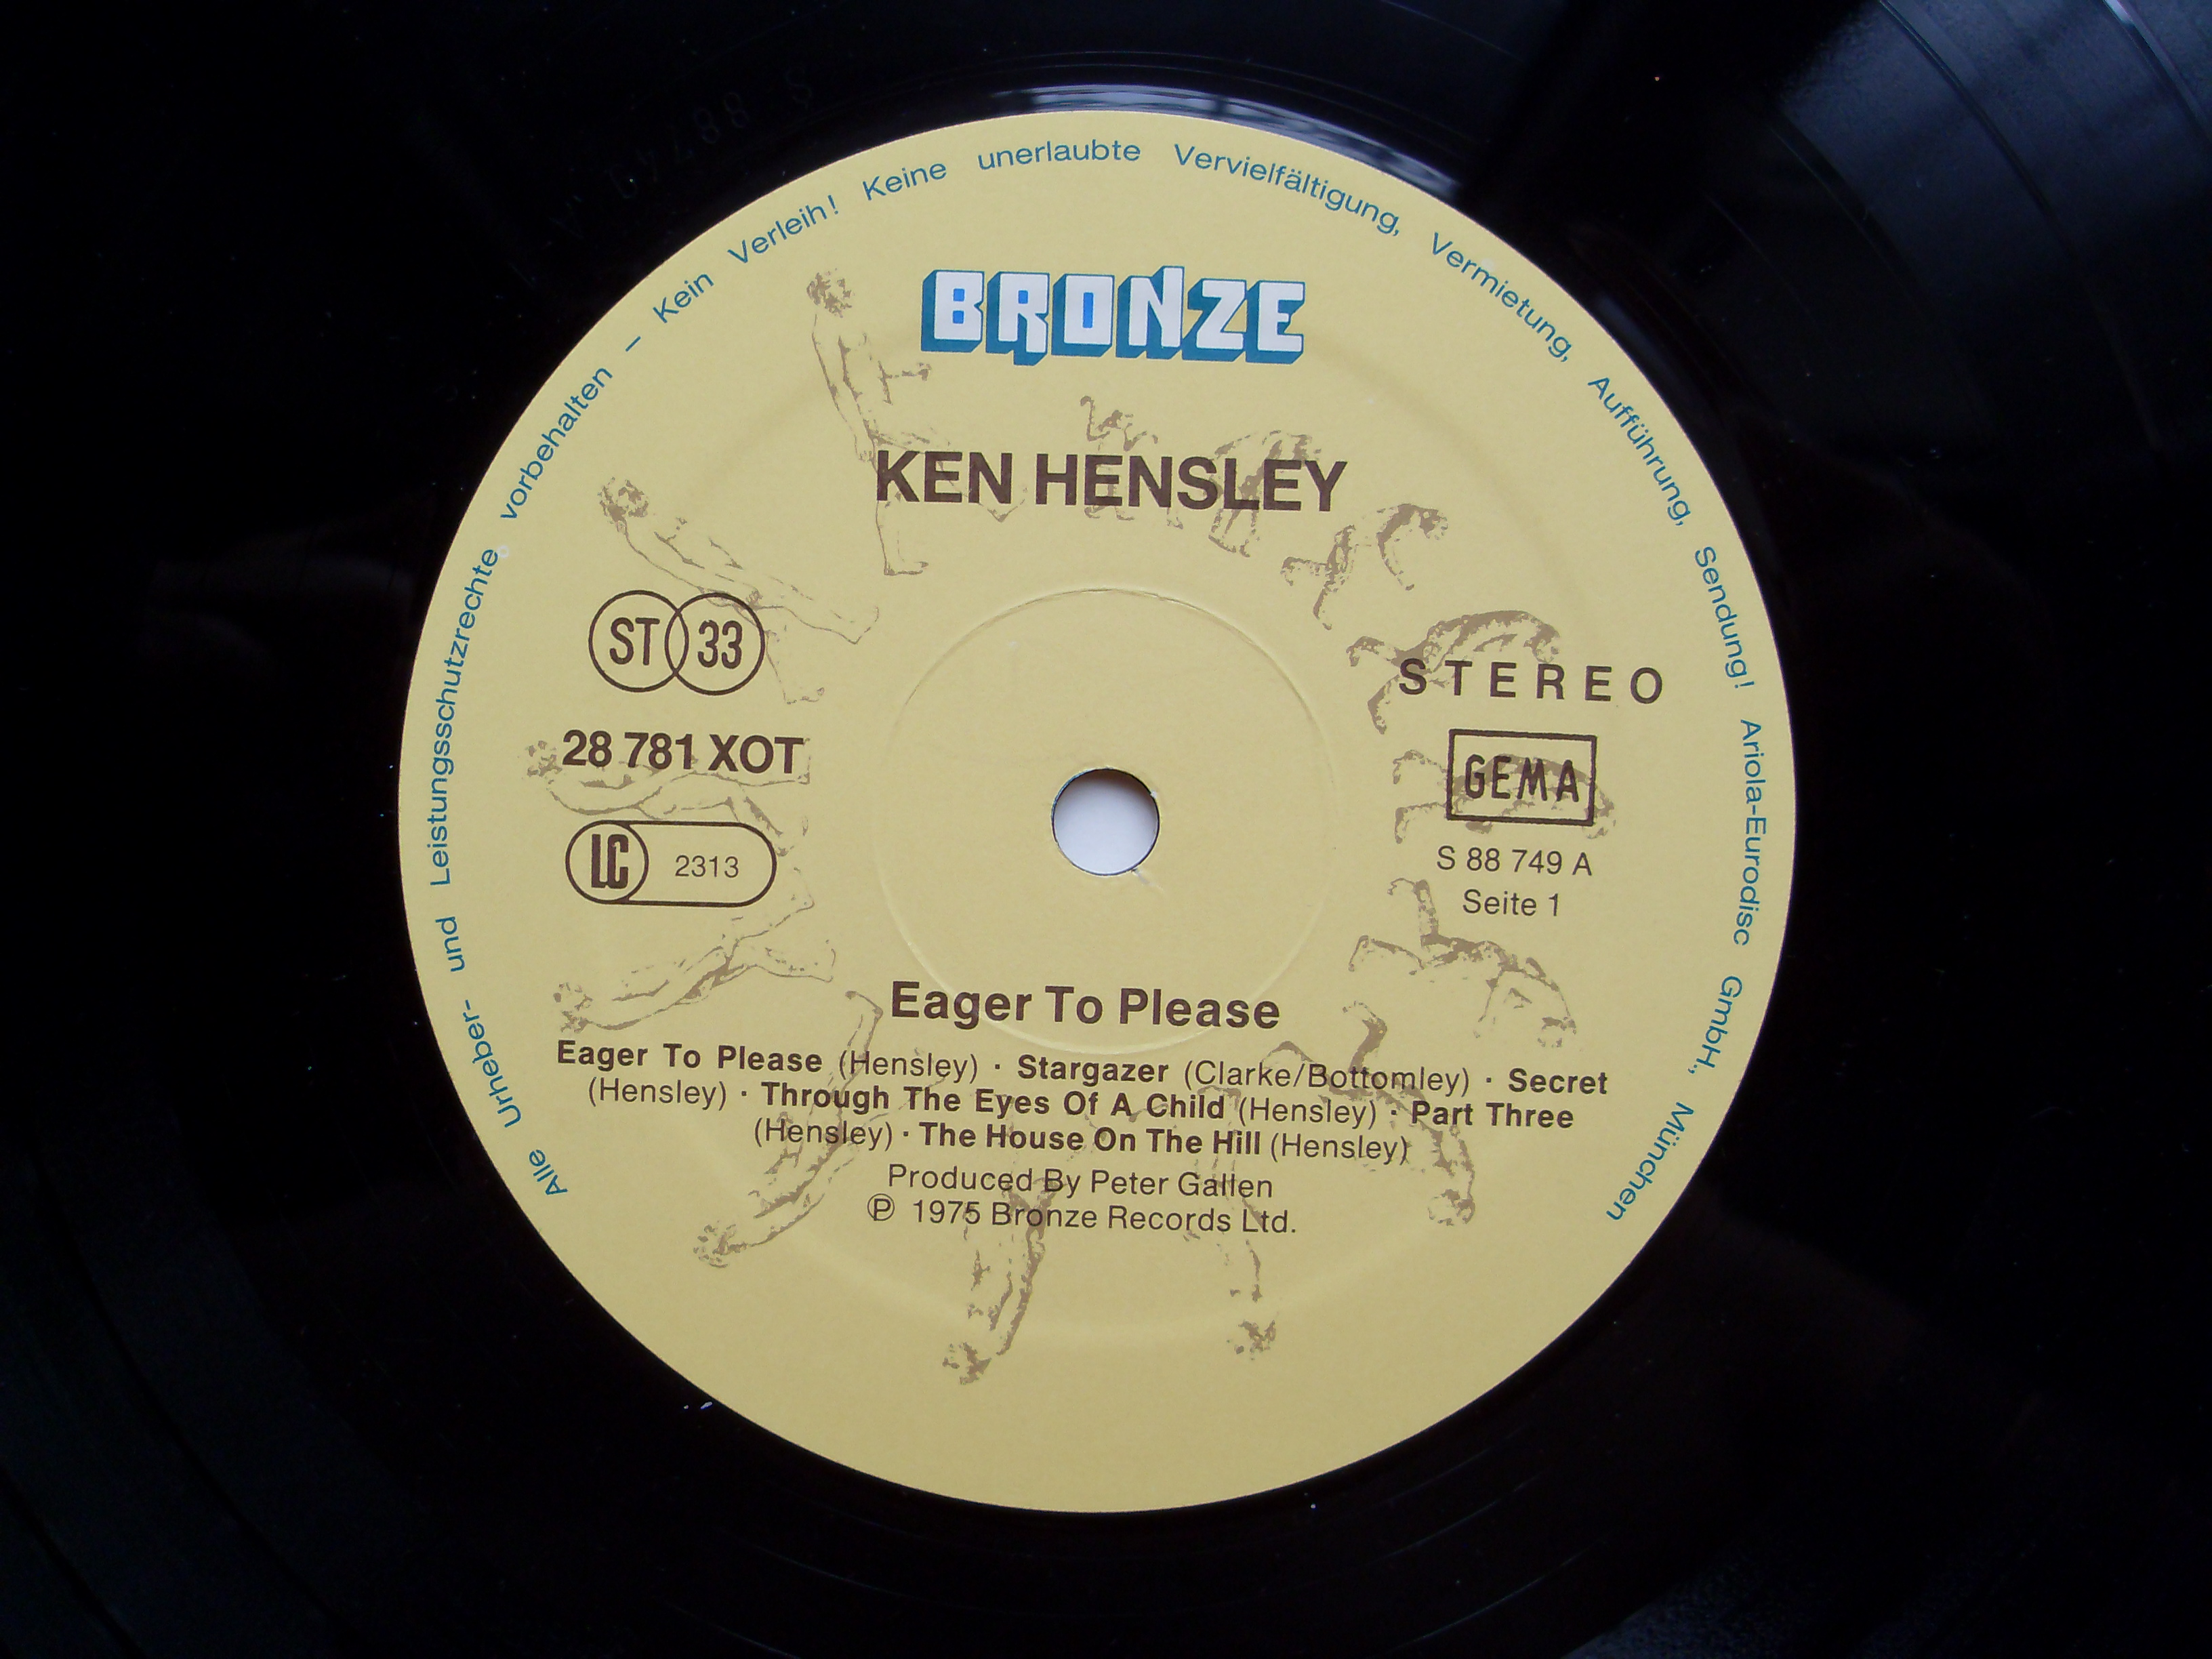 Alle Urheber- und Leistungsschutzrechte vorbehalten – Kein Verleih! Keine unerlaubte Vervielfältigung, Vermietung, Aufführung, Sendung! Ariola-Eurodisc GmbH, München
BRONZE
KEN HENSLEY
ST 33
STEREO
28 781 XOT
GEMA
LC 2313
S 88 749 A
Seite 1
Eager To Please
Eager To Please (Hensley) · Stargazer (Clarke/Bottomley) · Secret
(Hensley) · Through The Eyes Of A Child (Hensley) · Part Three
(Hensley) · The House On The Hill (Hensley)
Produced By Peter Gallen
℗ 1975 Bronze Records Ltd.